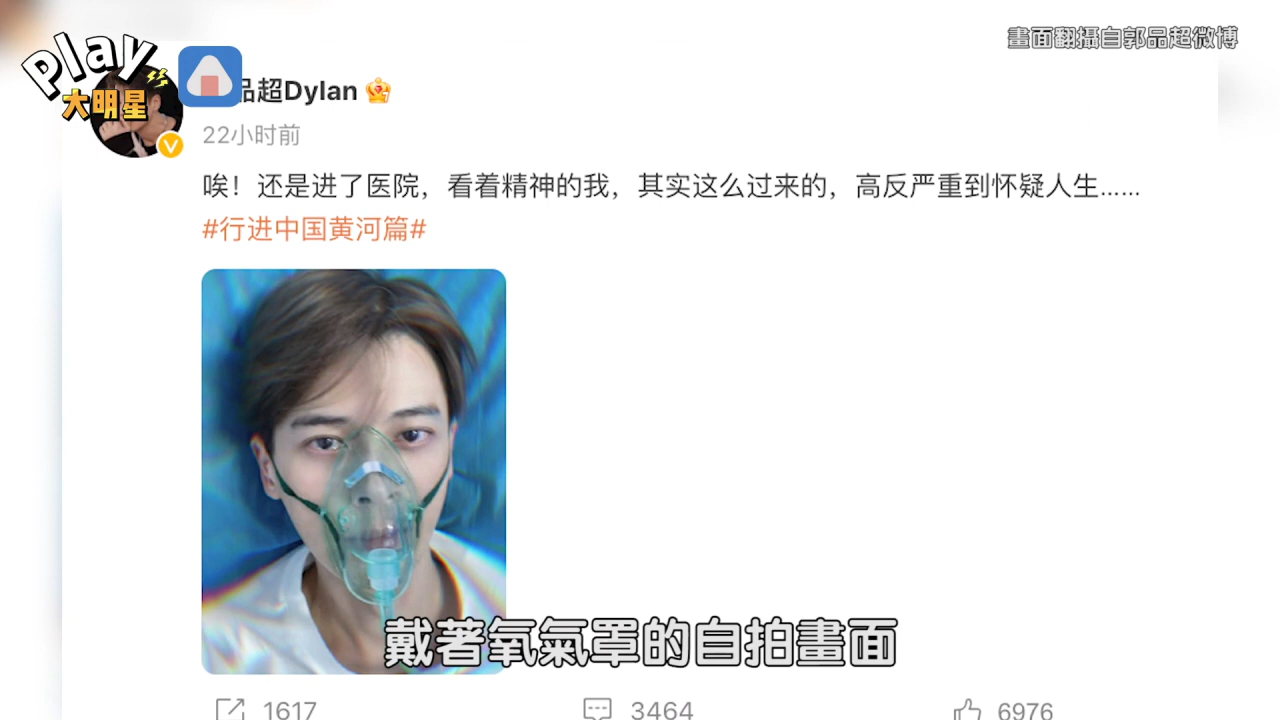 Play
大明星
畫面翻攝自郭品超微博
品超Dylan
22小时前
唉！还是进了医院，看着精神的我，其实这么过来的，高反严重到怀疑人生……
#行进中国黄河篇#
戴著氧氣罩的自拍畫面
1617
3464
6976